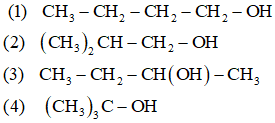 (1) CH₃ – CH₂ – CH₂ – CH₂ – OH
(2) (CH₃)₂ CH – CH₂ – OH
(3) CH₃ – CH₂ – CH(OH) – CH₃
(4) (CH₃)₃ C – OH